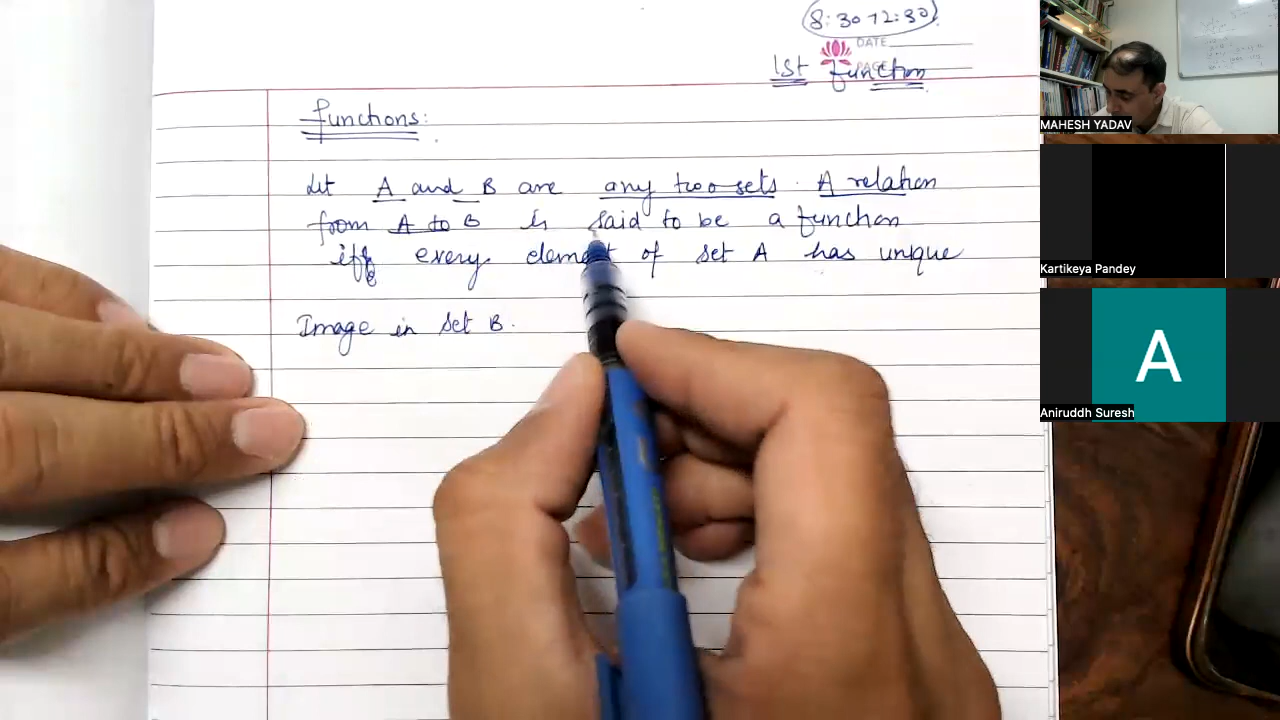 8:30-12:30
DATE
PAGE
1st function
MAHESH YADAV
functions:
Let A and B are any two sets. A relation
from A to B is said to be a function
iff every element of set A has unique
Image in set B.
Kartikeya Pandey
A
Aniruddh Suresh